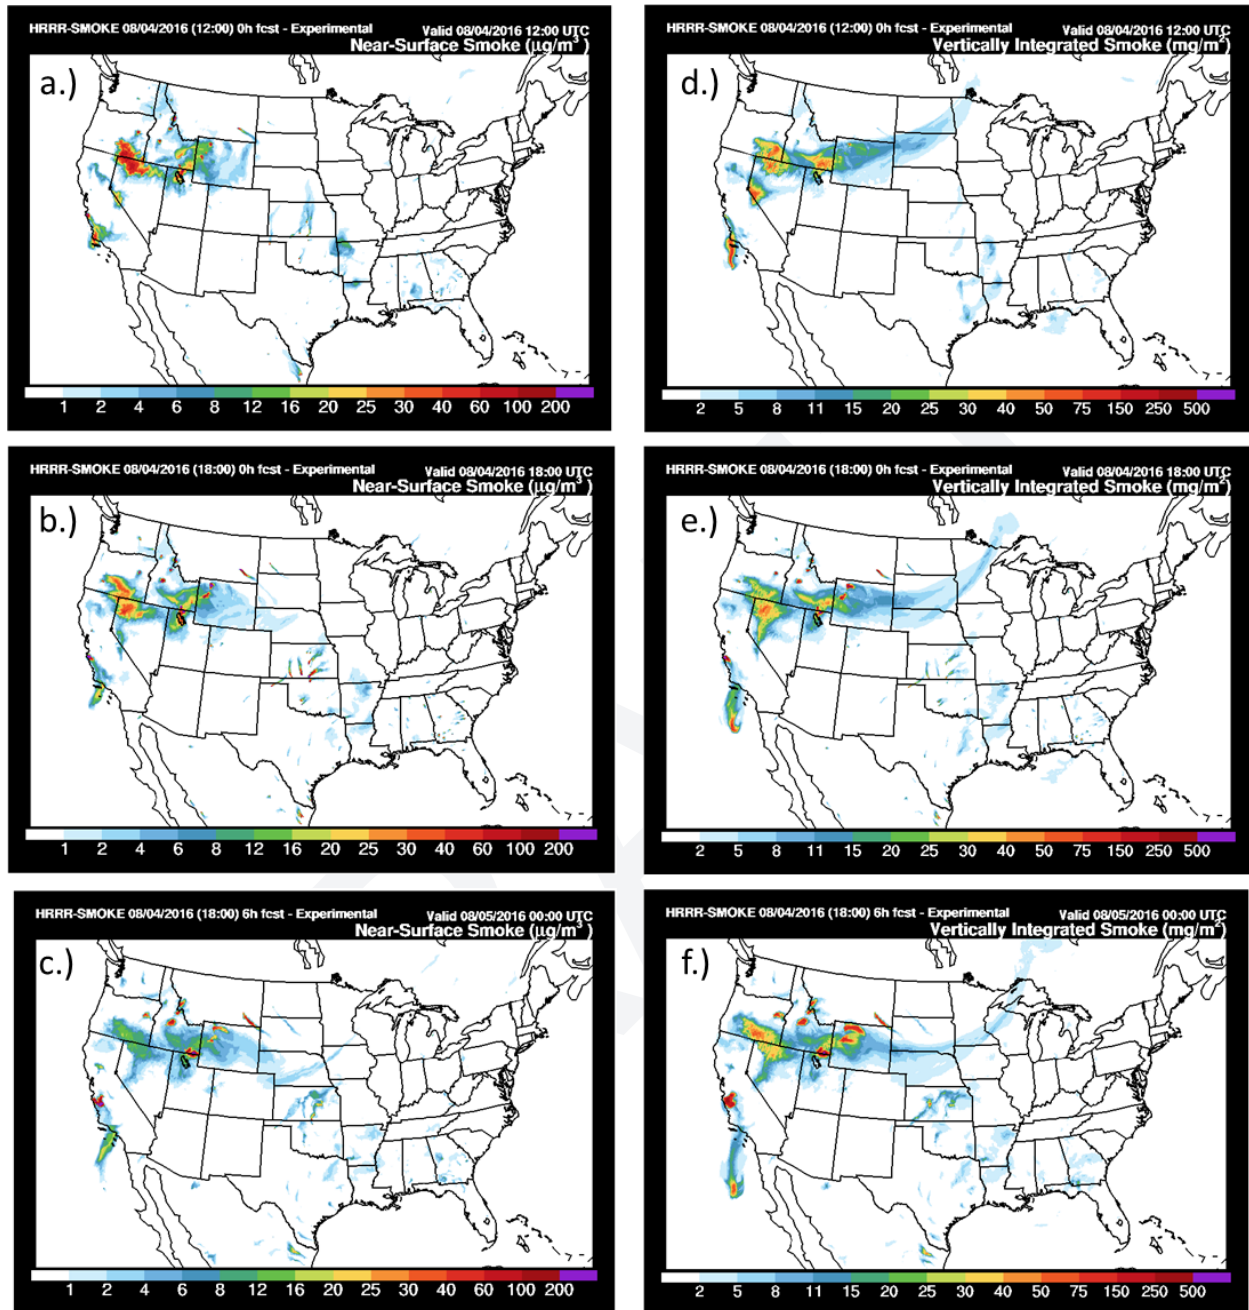 HRRR-SMOKE 08/04/2016 (12:00) 0h fcst - Experimental Valid 08/04/2016 12:00 UTC
Near-Surface Smoke (μg/m³)
a.)
1 2 4 6 8 12 16 20 25 30 40 60 100 200
HRRR-SMOKE 08/04/2016 (12:00) 0h fcst - Experimental Valid 08/04/2016 12:00 UTC
Vertically Integrated Smoke (mg/m²)
d.)
2 5 8 11 15 20 25 30 40 50 75 150 250 500
HRRR-SMOKE 08/04/2016 (18:00) 0h fcst - Experimental Valid 08/04/2016 18:00 UTC
Near-Surface Smoke (μg/m³)
b.)
1 2 4 6 8 12 16 20 25 30 40 60 100 200
HRRR-SMOKE 08/04/2016 (18:00) 0h fcst - Experimental Valid 08/04/2016 18:00 UTC
Vertically Integrated Smoke (mg/m²)
e.)
2 5 8 11 15 20 25 30 40 50 75 150 250 500
HRRR-SMOKE 08/04/2016 (18:00) 6h fcst - Experimental Valid 08/05/2016 00:00 UTC
Near-Surface Smoke (μg/m³)
c.)
1 2 4 6 8 12 16 20 25 30 40 60 100 200
HRRR-SMOKE 08/04/2016 (18:00) 6h fcst - Experimental Valid 08/05/2016 00:00 UTC
Vertically Integrated Smoke (mg/m²)
f.)
2 5 8 11 15 20 25 30 40 50 75 150 250 500